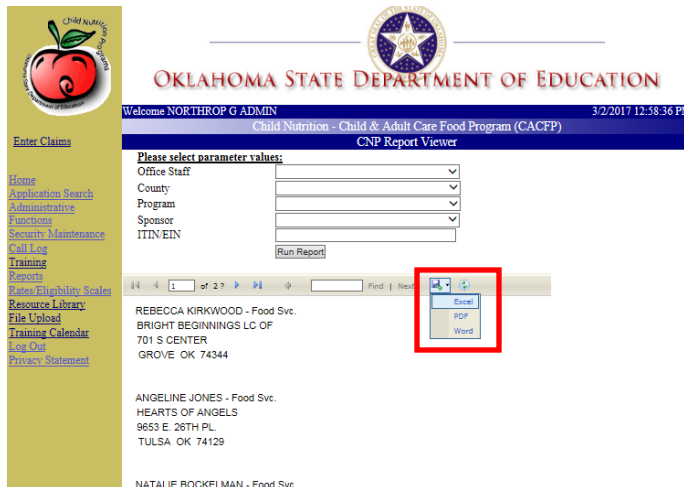 Child Nutrition Programs
GREAT SEAL OF THE STATE OF OKLAHOMA
OKLAHOMA STATE DEPARTMENT OF EDUCATION
Welcome NORTHROP G ADMIN 3/2/2017 12:58:36 P
Child Nutrition - Child & Adult Care Food Program (CACFP)
CNP Report Viewer
Enter Claims
Home
Application Search
Administrative
Functions
Security Maintenance
Call Log
Training
Reports
Rates/Eligibility Scales
Resource Library
File Upload
Training Calendar
Log Out
Privacy Statement
Please select parameter values:
Office Staff
County
Program
Sponsor
ITIN/EIN
Run Report
1 of 2 ? Find | Nex
Excel
PDF
Word
REBECCA KIRKWOOD - Food Svc.
BRIGHT BEGINNINGS LC OF
701 S CENTER
GROVE OK 74344
ANGELINE JONES - Food Svc.
HEARTS OF ANGELS
9653 E. 26TH PL.
TULSA OK 74129
NATALIE BOCKELMAN - Food Svc.